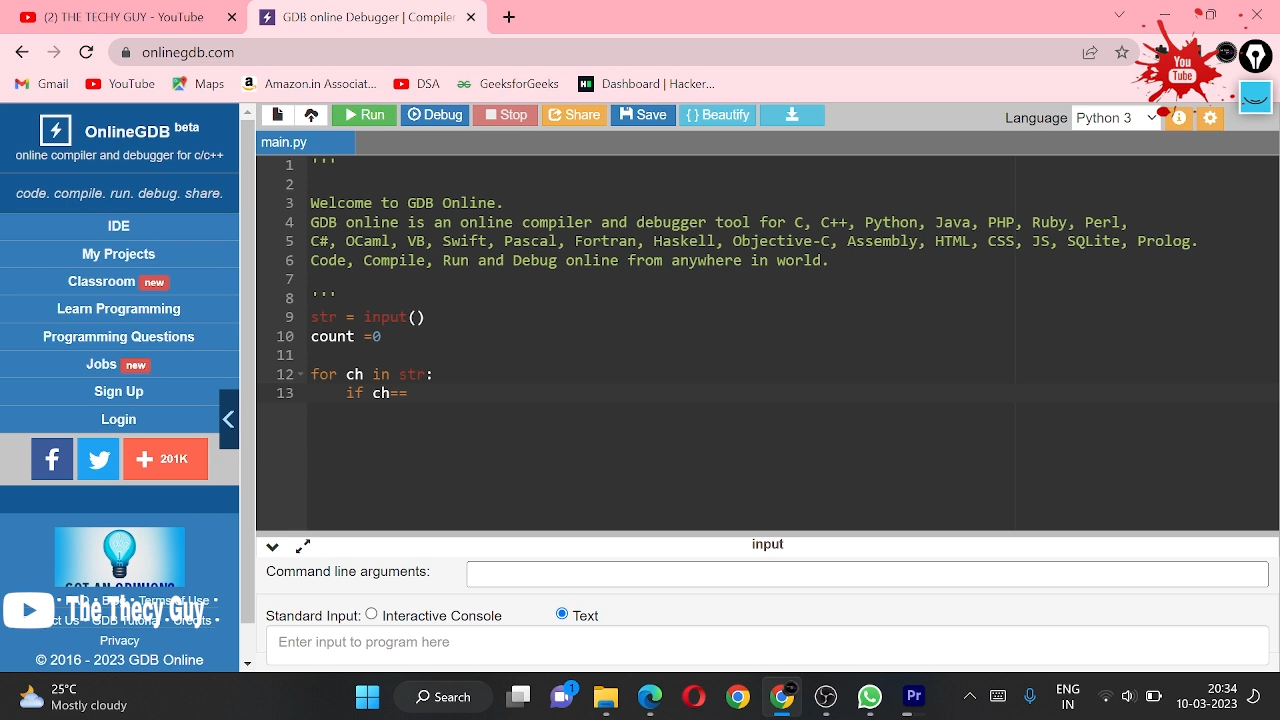 THE TECHY GUY - YouTube
GDB online Debugger | Compiler
onlinegdb.com
Gmail YouTube Maps Amazon.in Associat... DSA GeeksforGeeks Dashboard | Hacker...
You
Tube
OnlineGDB beta
online compiler and debugger for c/c++
code. compile. run. debug. share.
IDE
My Projects
Classroom new
Learn Programming
Programming Questions
Jobs new
Sign Up
Login
201K
GOT AN OPINION?
Terms of Use •
The Thecy Guy
GDB Tutorial • Credits •
Privacy
© 2016 - 2023 GDB Online
Run Debug Stop Share Save { } Beautify
Language Python 3
main.py
1 '''
2
3 Welcome to GDB Online.
4 GDB online is an online compiler and debugger tool for C, C++, Python, Java, PHP, Ruby, Perl,
5 C#, OCaml, VB, Swift, Pascal, Fortran, Haskell, Objective-C, Assembly, HTML, CSS, JS, SQLite, Prolog.
6 Code, Compile, Run and Debug online from anywhere in world.
7
8 '''
9 str = input()
10 count =0
11
12 for ch in str:
13 if ch==
input
Command line arguments:
Standard Input: Interactive Console Text
Enter input to program here
25°C
Mostly cloudy
Search
1
Pr
ENG
IN
20:34
10-03-2023